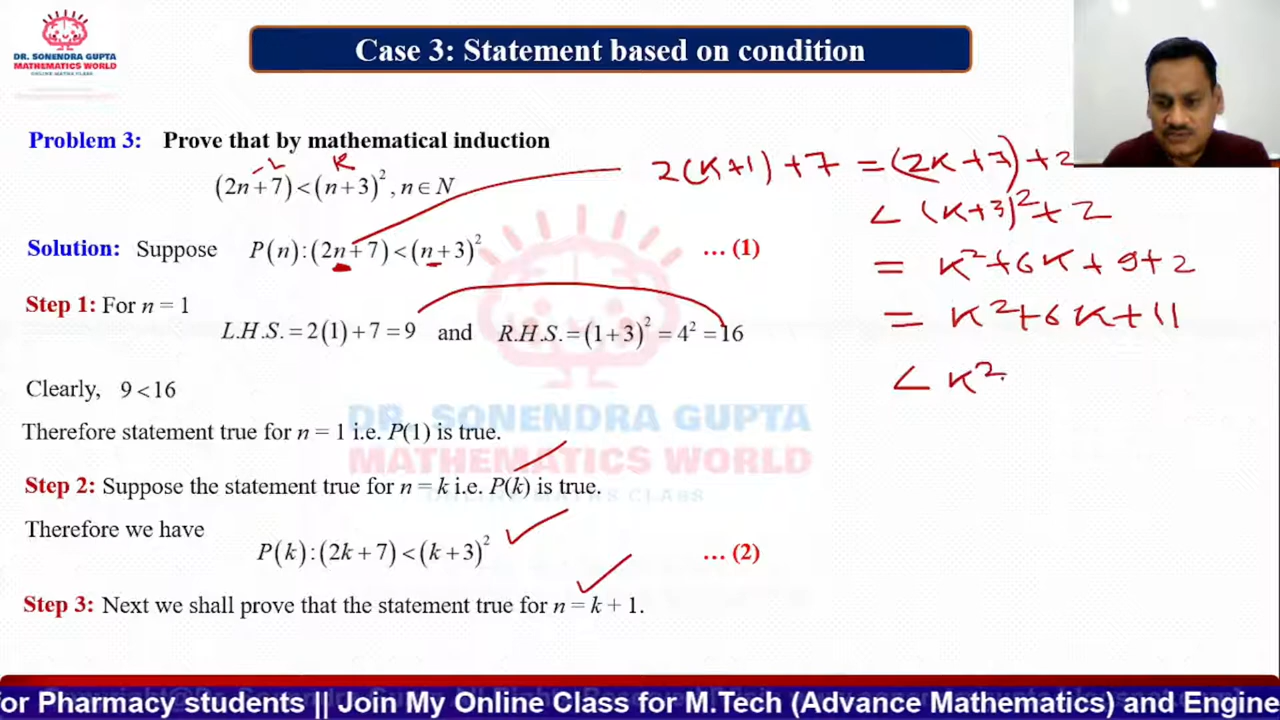 DR. SONENDRA GUPTA
MATHEMATICS WORLD
ONLINE MATHS CLASS
Case 3: Statement based on condition
Problem 3: Prove that by mathematical induction
(2n+7)<(n+3)², n∈N
Solution: Suppose P(n):(2n+7)<(n+3)² ... (1)
Step 1: For n = 1
L.H.S.=2(1)+7=9 and R.H.S.=(1+3)²=4²=16
Clearly, 9<16
Therefore statement true for n = 1 i.e. P(1) is true.
Step 2: Suppose the statement true for n = k i.e. P(k) is true.
Therefore we have
P(k):(2k+7)<(k+3)² ... (2)
Step 3: Next we shall prove that the statement true for n = k + 1.
2(k+1)+7 =(2k+7)+2
< (k+3)²+2
= k²+6k+9+2
= k²+6k+11
< k²
DR. SONENDRA GUPTA
MATHEMATICS WORLD
ONLINE MATHS CLASS
for Pharmacy students || Join My Online Class for M.Tech (Advance Mathematics) and Engine